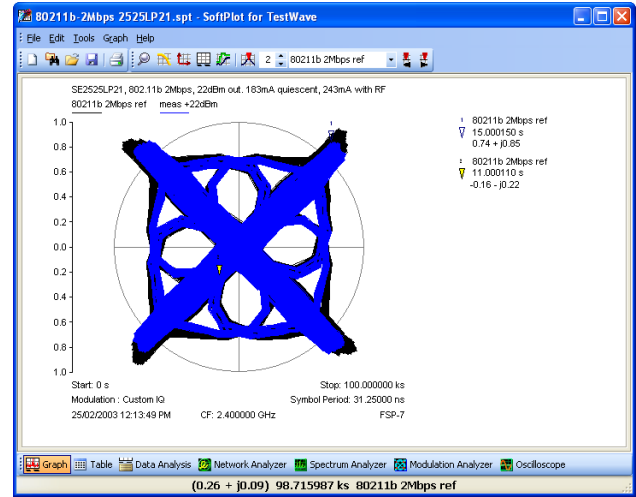 80211b-2Mbps 2525LP21.spt - SoftPlot for TestWave
File Edit Tools Graph Help
2 80211b 2Mbps ref
SE2525LP21, 802.11b 2Mbps, 22dBm out. 183mA quiescent, 243mA with RF
80211b 2Mbps ref meas +22dBm
1.0
0.8
0.6
0.4
0.2
0.0
0.2
0.4
0.6
0.8
1.0
1
1 80211b 2Mbps ref
15.000150 s
0.74 + j0.85
2 80211b 2Mbps ref
11.000110 s
-0.16 - j0.22
Start: 0 s Stop: 100.000000 ks
Modulation : Custom IQ Symbol Period: 31.25000 ns
25/02/2003 12:13:49 PM CF: 2.400000 GHz FSP-7
Graph Table Data Analysis Network Analyzer Spectrum Analyzer Modulation Analyzer Oscilloscope
(0.26 + j0.09) 98.715987 ks 80211b 2Mbps ref